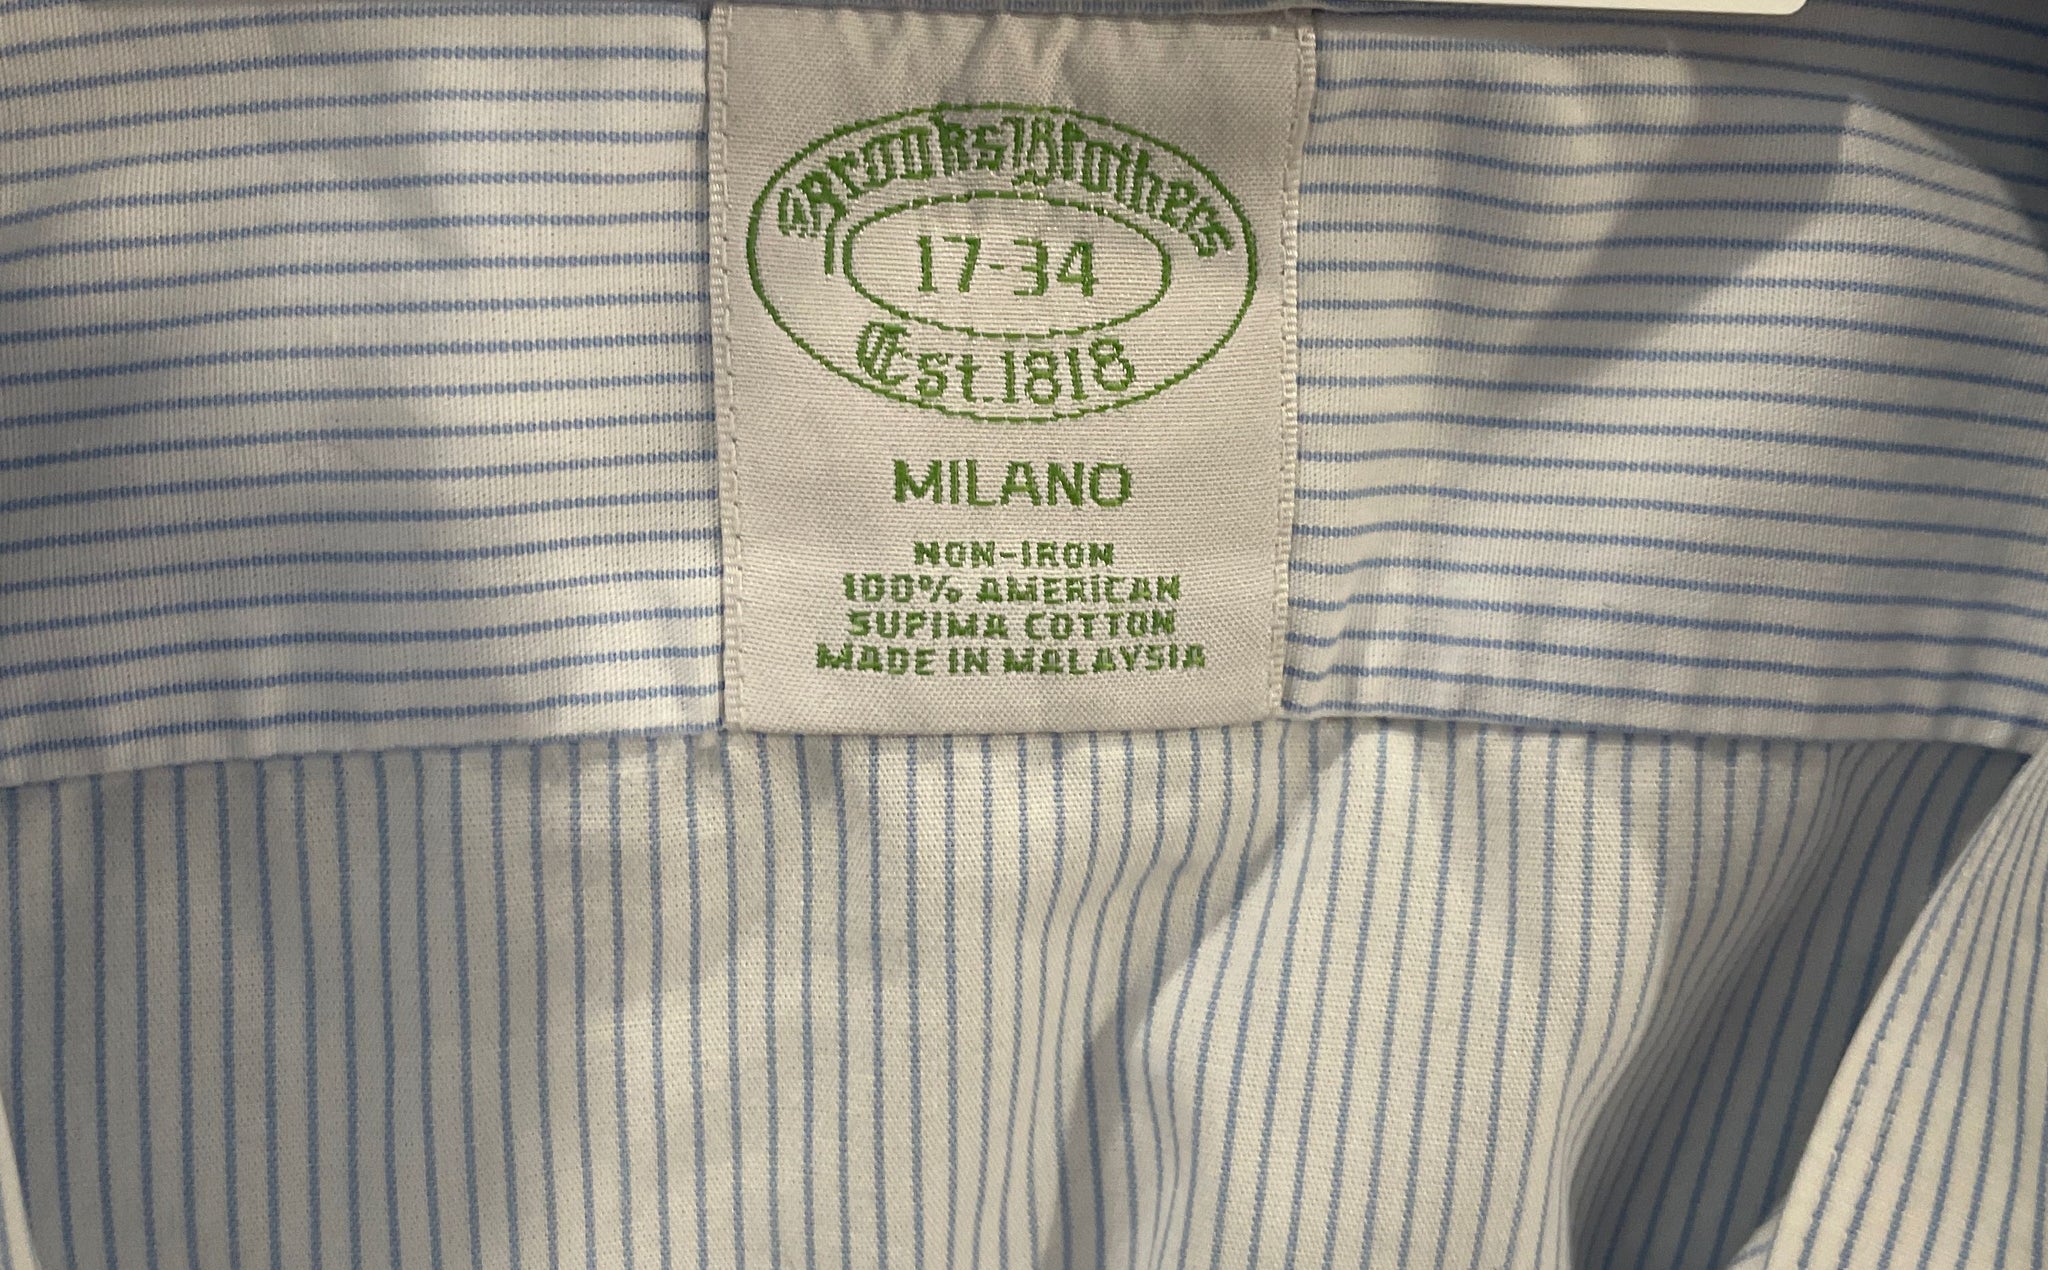 Brooks Brothers
17-34
Est. 1818
MILANO
NON-IRON
100% AMERICAN
SUPIMA COTTON
MADE IN MALAYSIA